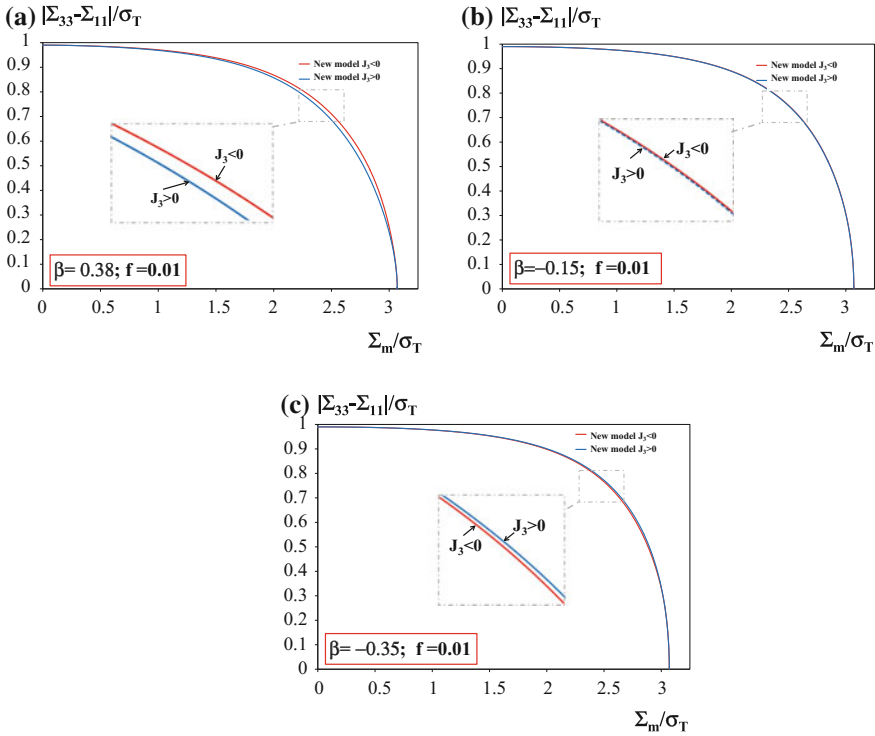 (a) |Σ33-Σ11|/σT
1
0.9
0.8
0.7
0.6
0.5
0.4
0.3
0.2
0.1
0
New model J3<0
New model J3>0
J3<0
J3>0
β= 0.38; f =0.01
0 0.5 1 1.5 2 2.5 3
Σm/σT
(b) |Σ33-Σ11|/σT
1
0.9
0.8
0.7
0.6
0.5
0.4
0.3
0.2
0.1
0
New model J3<0
New model J3>0
J3<0
J3>0
β=−0.15; f =0.01
0 0.5 1 1.5 2 2.5 3
Σm/σT
(c) |Σ33-Σ11|/σT
1
0.9
0.8
0.7
0.6
0.5
0.4
0.3
0.2
0.1
0
New model J3<0
New model J3>0
J3>0
J3<0
β= −0.35; f =0.01
0 0.5 1 1.5 2 2.5 3
Σm/σT